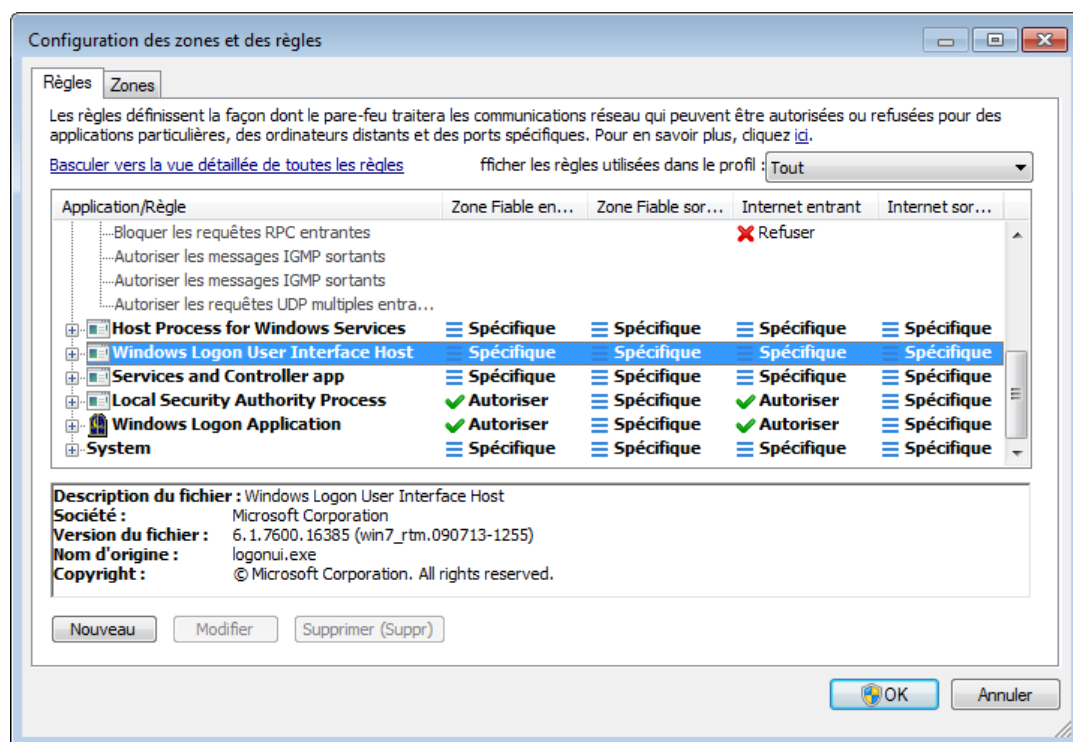 Configuration des zones et des règles
Règles
Zones
Les règles définissent la façon dont le pare-feu traitera les communications réseau qui peuvent être autorisées ou refusées pour des
applications particulières, des ordinateurs distants et des ports spécifiques. Pour en savoir plus, cliquez ici.
Basculer vers la vue détaillée de toutes les règles
fficher les règles utilisées dans le profil : Tout
Application/Règle Zone Fiable en... Zone Fiable sor... Internet entrant Internet sor...
Bloquer les requêtes RPC entrantes Refuser
Autoriser les messages IGMP sortants
Autoriser les messages IGMP sortants
Autoriser les requêtes UDP multiples entra...
Host Process for Windows Services Spécifique Spécifique Spécifique Spécifique
Windows Logon User Interface Host Spécifique Spécifique Spécifique Spécifique
Services and Controller app Spécifique Spécifique Spécifique Spécifique
Local Security Authority Process Autoriser Spécifique Autoriser Spécifique
Windows Logon Application Autoriser Spécifique Autoriser Spécifique
System Spécifique Spécifique Spécifique Spécifique
Description du fichier : Windows Logon User Interface Host
Société : Microsoft Corporation
Version du fichier : 6.1.7600.16385 (win7_rtm.090713-1255)
Nom d'origine : logonui.exe
Copyright : © Microsoft Corporation. All rights reserved.
Nouveau Modifier Supprimer (Suppr)
OK Annuler